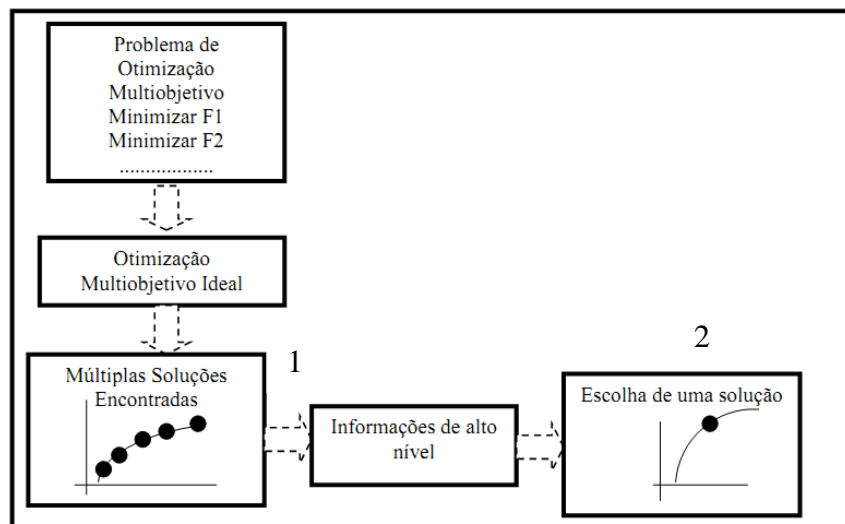 Problema de
Otimização
Multiobjetivo
Minimizar F1
Minimizar F2
...................
Otimização
Multiobjetivo Ideal
Múltiplas Soluções
Encontradas
1
Informações de alto
nível
2
Escolha de uma solução